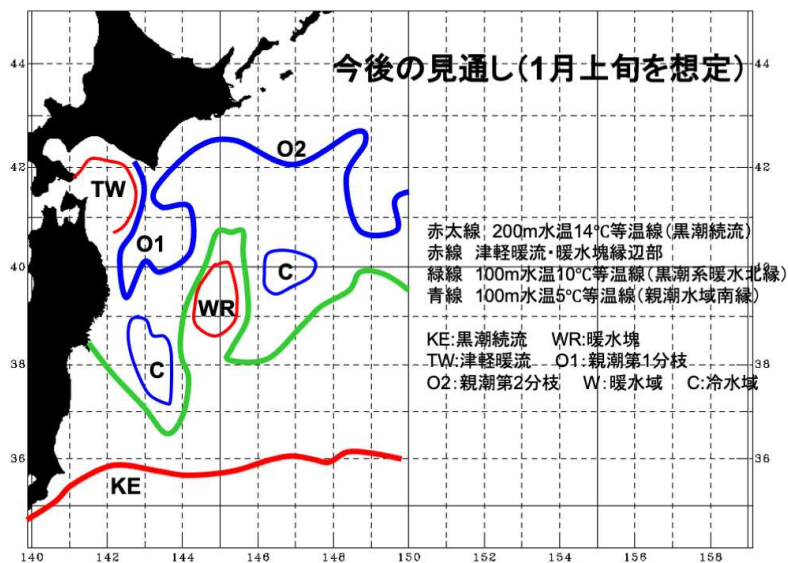 今後の見通し(1月上旬を想定)
44
44
O2
42
42
TW
O1
赤太線 200m水温14℃等温線(黒潮続流)
赤線 津軽暖流・暖水塊縁辺部
40
C
緑線 100m水温10℃等温線(黒潮系暖水北縁)
WR
青線 100m水温5℃等温線(親潮水域南縁)
KE:黒潮続流 WR:暖水塊
38
C
TW:津軽暖流 O1:親潮第1分枝
38
O2:親潮第2分枝 W:暖水域 C:冷水域
36
36
KE
140 142 144 146 148 150 152 154 156 158